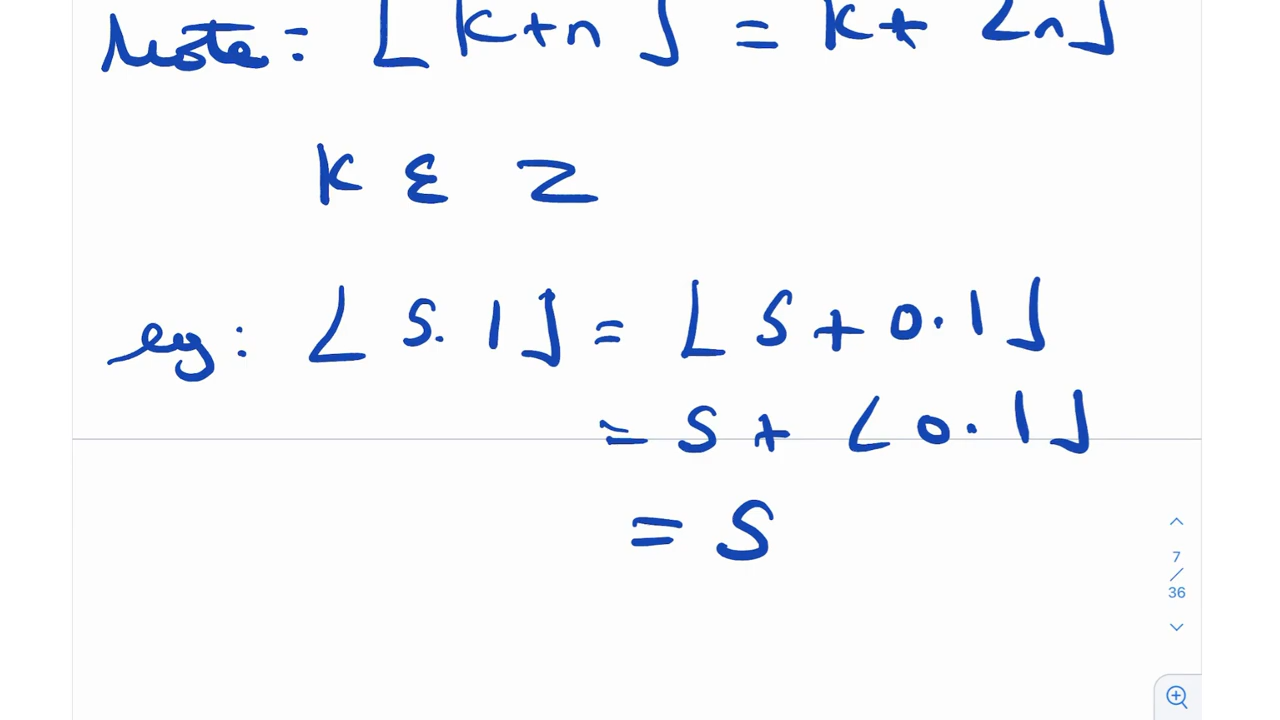 Note: ⌊ K+n ⌋ = K+ ⌊n⌋
K ε Z
eg: ⌊ 5.1⌋ = ⌊ 5 + 0.1⌋
= 5 + ⌊0.1⌋
= 5
7
/
36